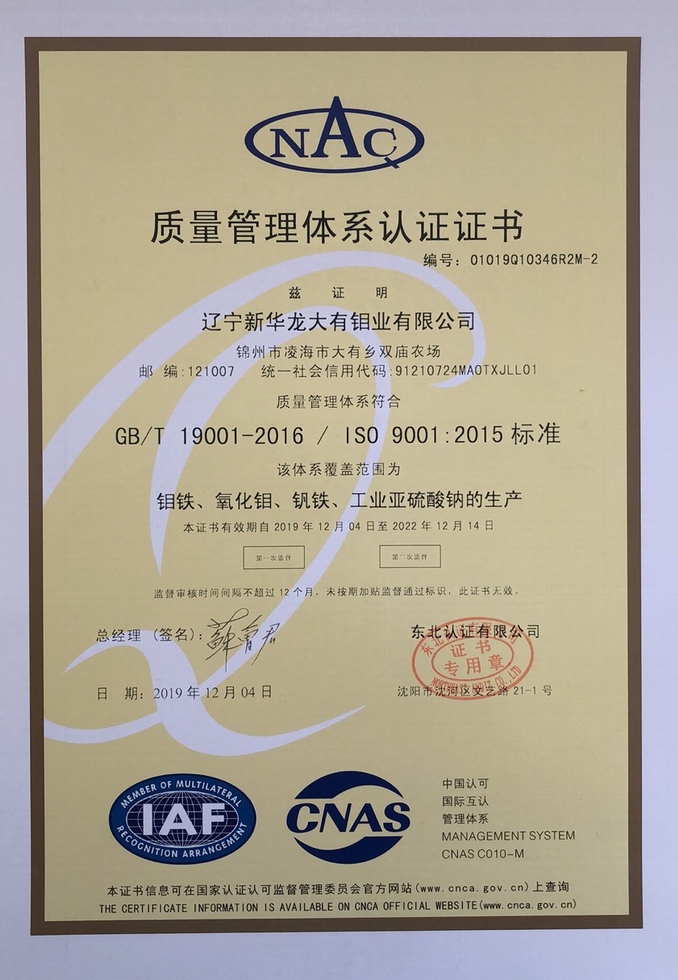 NAC
质量管理体系认证证书
编号：01019Q10346R2M-2
兹 证 明
辽宁新华龙大有钼业有限公司
锦州市凌海市大有乡双庙农场
邮 编:121007 统一社会信用代码:91210724MA0TXJLL01
质量管理体系符合
GB/T 19001-2016 / ISO 9001:2015 标准
该体系覆盖范围为
钼铁、氧化钼、钒铁、工业亚硫酸钠的生产
本证书有效期自 2019 年 12 月 04 日至 2022 年 12 月 14 日
第一次监督 第二次监督
监督审核时间间隔不超过 12 个月，未按期加贴监督通过标识，此证书无效。
总经理（签名）：
东北认证有限公司
证书
专用章
日 期：2019 年 12 月 04 日
沈阳市沈河区文艺路 21-1 号
MEMBER OF MULTILATERAL
IAF
RECOGNITION ARRANGEMENT
CNAS
中国认可
国际互认
管理体系
MANAGEMENT SYSTEM
CNAS C010-M
本证书信息可在国家认证认可监督管理委员会官方网站(www.cnca.gov.cn)上查询
THE CERTIFICATE INFORMATION IS AVAILABLE ON CNCA OFFICIAL WEBSITE(www.cnca.gov.cn)